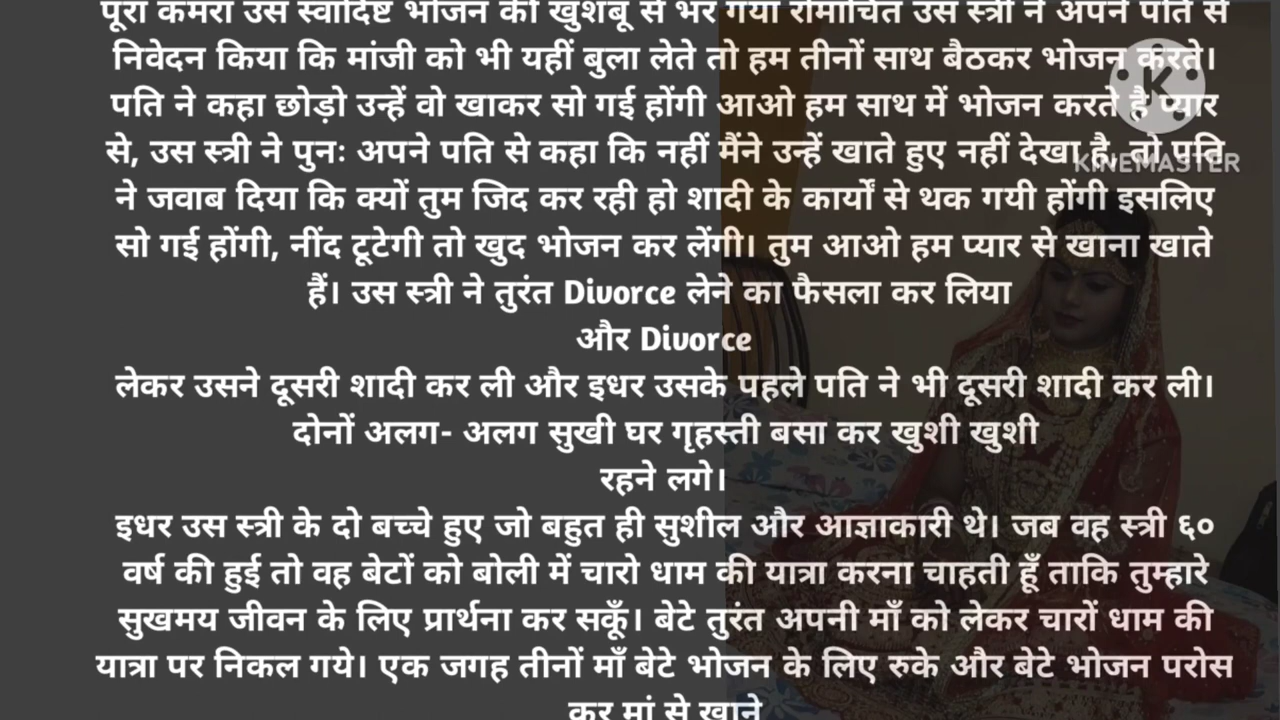 पूरा कमरा उस स्वादिष्ट भोजन की खुशबू से भर गया रोमांचित उस स्त्री ने अपने पति से
निवेदन किया कि मांजी को भी यहीं बुला लेते तो हम तीनों साथ बैठकर भोजन करते।
पति ने कहा छोड़ो उन्हें वो खाकर सो गई होंगी आओ हम साथ में भोजन करते है प्यार
से, उस स्त्री ने पुनः अपने पति से कहा कि नहीं मैंने उन्हें खाते हुए नहीं देखा है, तो पति
ने जवाब दिया कि क्यों तुम जिद कर रही हो शादी के कार्यों से थक गयी होंगी इसलिए
सो गई होंगी, नींद टूटेगी तो खुद भोजन कर लेंगी। तुम आओ हम प्यार से खाना खाते
हैं। उस स्त्री ने तुरंत Divorce लेने का फैसला कर लिया
और Divorce
लेकर उसने दूसरी शादी कर ली और इधर उसके पहले पति ने भी दूसरी शादी कर ली।
दोनों अलग- अलग सुखी घर गृहस्ती बसा कर खुशी खुशी
रहने लगे।
इधर उस स्त्री के दो बच्चे हुए जो बहुत ही सुशील और आज्ञाकारी थे। जब वह स्त्री ६०
वर्ष की हुई तो वह बेटों को बोली में चारो धाम की यात्रा करना चाहती हूँ ताकि तुम्हारे
सुखमय जीवन के लिए प्रार्थना कर सकूँ। बेटे तुरंत अपनी माँ को लेकर चारों धाम की
यात्रा पर निकल गये। एक जगह तीनों माँ बेटे भोजन के लिए रुके और बेटे भोजन परोस
कर मां से खाने
K
KINEMASTER